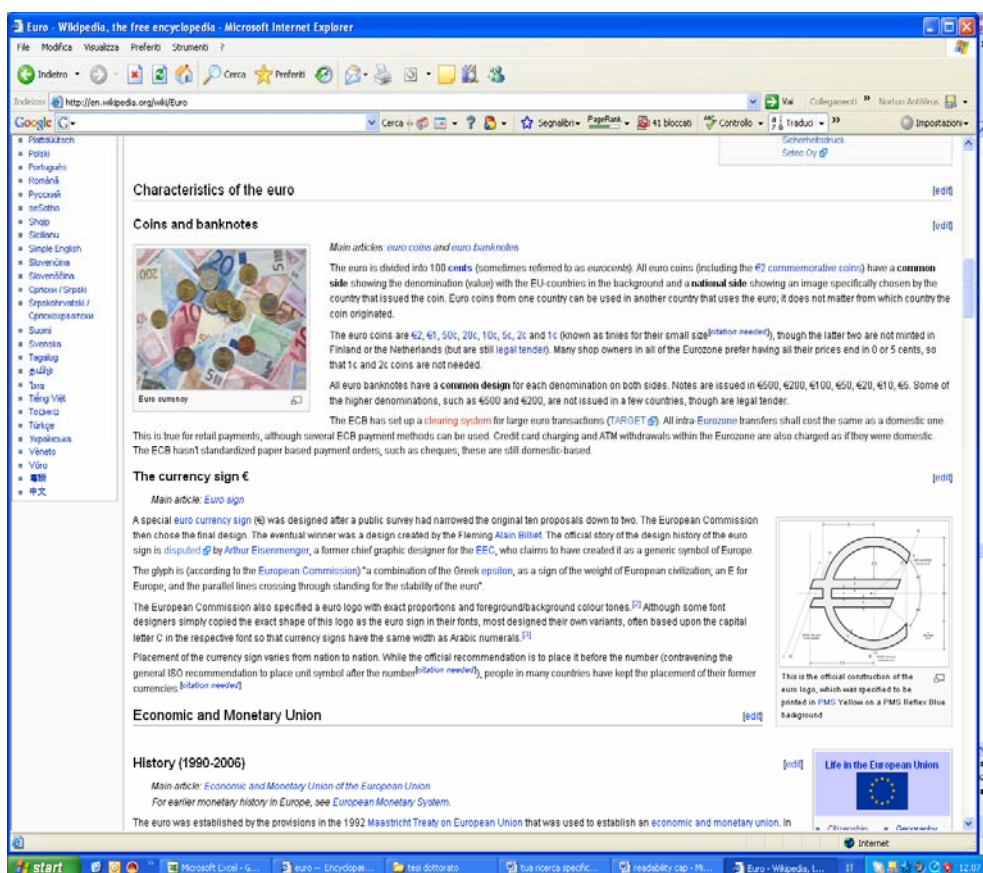 Euro - Wikipedia, the free encyclopedia - Microsoft Internet Explorer
File Modifica Visualizza Preferiti Strumenti ?
Indietro Cerca Preferiti
Indirizzo http://en.wikipedia.org/wiki/Euro Vai Collegamenti » Norton AntiVirus
Google G Cerca Segnalibri PageRank 41 bloccati Controllo Traduci » Impostazioni
Plattdüütsch
Polski
Português
Română
Русский
seSotho
Shqip
Sicilianu
Simple English
Slovenčina
Slovenščina
Српски / Srpski
Srpskohrvatski /
Српскохрватски
Suomi
Svenska
Tagalog
தமிழ்
ไทย
Tiếng Việt
Тоҷикӣ
Türkçe
Українська
Vèneto
Võro
粵語
中文
Sicherheitsdruck
Setec Oy
Characteristics of the euro [edit]
Coins and banknotes [edit]
Euro currency
Main articles: euro coins and euro banknotes
The euro is divided into 100 cents (sometimes referred to as eurocents). All euro coins (including the €2 commemorative coins) have a common
side showing the denomination (value) with the EU-countries in the background and a national side showing an image specifically chosen by the
country that issued the coin. Euro coins from one country can be used in another country that uses the euro; it does not matter from which country the
coin originated.
The euro coins are €2, €1, 50c, 20c, 10c, 5c, 2c and 1c (known as tinies for their small size[citation needed]), though the latter two are not minted in
Finland or the Netherlands (but are still legal tender). Many shop owners in all of the Eurozone prefer having all their prices end in 0 or 5 cents, so
that 1c and 2c coins are not needed.
All euro banknotes have a common design for each denomination on both sides. Notes are issued in €500, €200, €100, €50, €20, €10, €5. Some of
the higher denominations, such as €500 and €200, are not issued in a few countries, though are legal tender.
The ECB has set up a clearing system for large euro transactions (TARGET). All intra-Eurozone transfers shall cost the same as a domestic one.
This is true for retail payments, although several ECB payment methods can be used. Credit card charging and ATM withdrawals within the Eurozone are also charged as if they were domestic.
The ECB hasn't standardized paper based payment orders, such as cheques; these are still domestic-based.
The currency sign € [edit]
Main article: Euro sign
A special euro currency sign (€) was designed after a public survey had narrowed the original ten proposals down to two. The European Commission
then chose the final design. The eventual winner was a design created by the Fleming Alain Billiet. The official story of the design history of the euro
sign is disputed by Arthur Eisenmenger, a former chief graphic designer for the EEC, who claims to have created it as a generic symbol of Europe.
The glyph is (according to the European Commission) "a combination of the Greek epsilon, as a sign of the weight of European civilization; an E for
Europe; and the parallel lines crossing through standing for the stability of the euro".
The European Commission also specified a euro logo with exact proportions and foreground/background colour tones.[2] Although some font
designers simply copied the exact shape of this logo as the euro sign in their fonts, most designed their own variants, often based upon the capital
letter C in the respective font so that currency signs have the same width as Arabic numerals.[3]
Placement of the currency sign varies from nation to nation. While the official recommendation is to place it before the number (contravening the
general ISO recommendation to place unit symbol after the number[citation needed]), people in many countries have kept the placement of their former
currencies.[citation needed]
This is the official construction of the
euro logo, which was specified to be
printed in PMS Yellow on a PMS Reflex Blue
background
Economic and Monetary Union [edit]
History (1990-2006) [edit]
Main article: Economic and Monetary Union of the European Union
For earlier monetary history in Europe, see European Monetary System.
The euro was established by the provisions in the 1992 Maastricht Treaty on European Union that was used to establish an economic and monetary union. In
Life in the European Union
Citizenship Geography
Internet
start » Microsoft Excel - G... euro -- Encyclopæ... tesi dottorato tua ricerca specific... readability cap - Mi... Euro - Wikipedia, t... IT 12.07